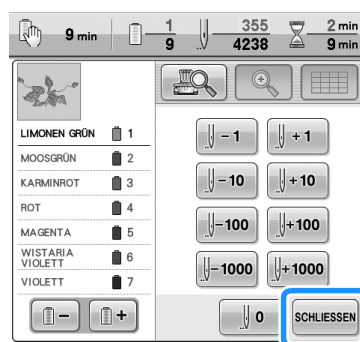 9 min 1 355 2 min
9 4238 9 min
LIMONEN GRÜN 1
MOOSGRÜN 2
KARMINROT 3
ROT 4
MAGENTA 5
WISTARIA
VIOLETT 6
VIOLETT 7
- 1 + 1
- 10 + 10
- 100 + 100
- 1000 + 1000
- +
0 SCHLIESSEN